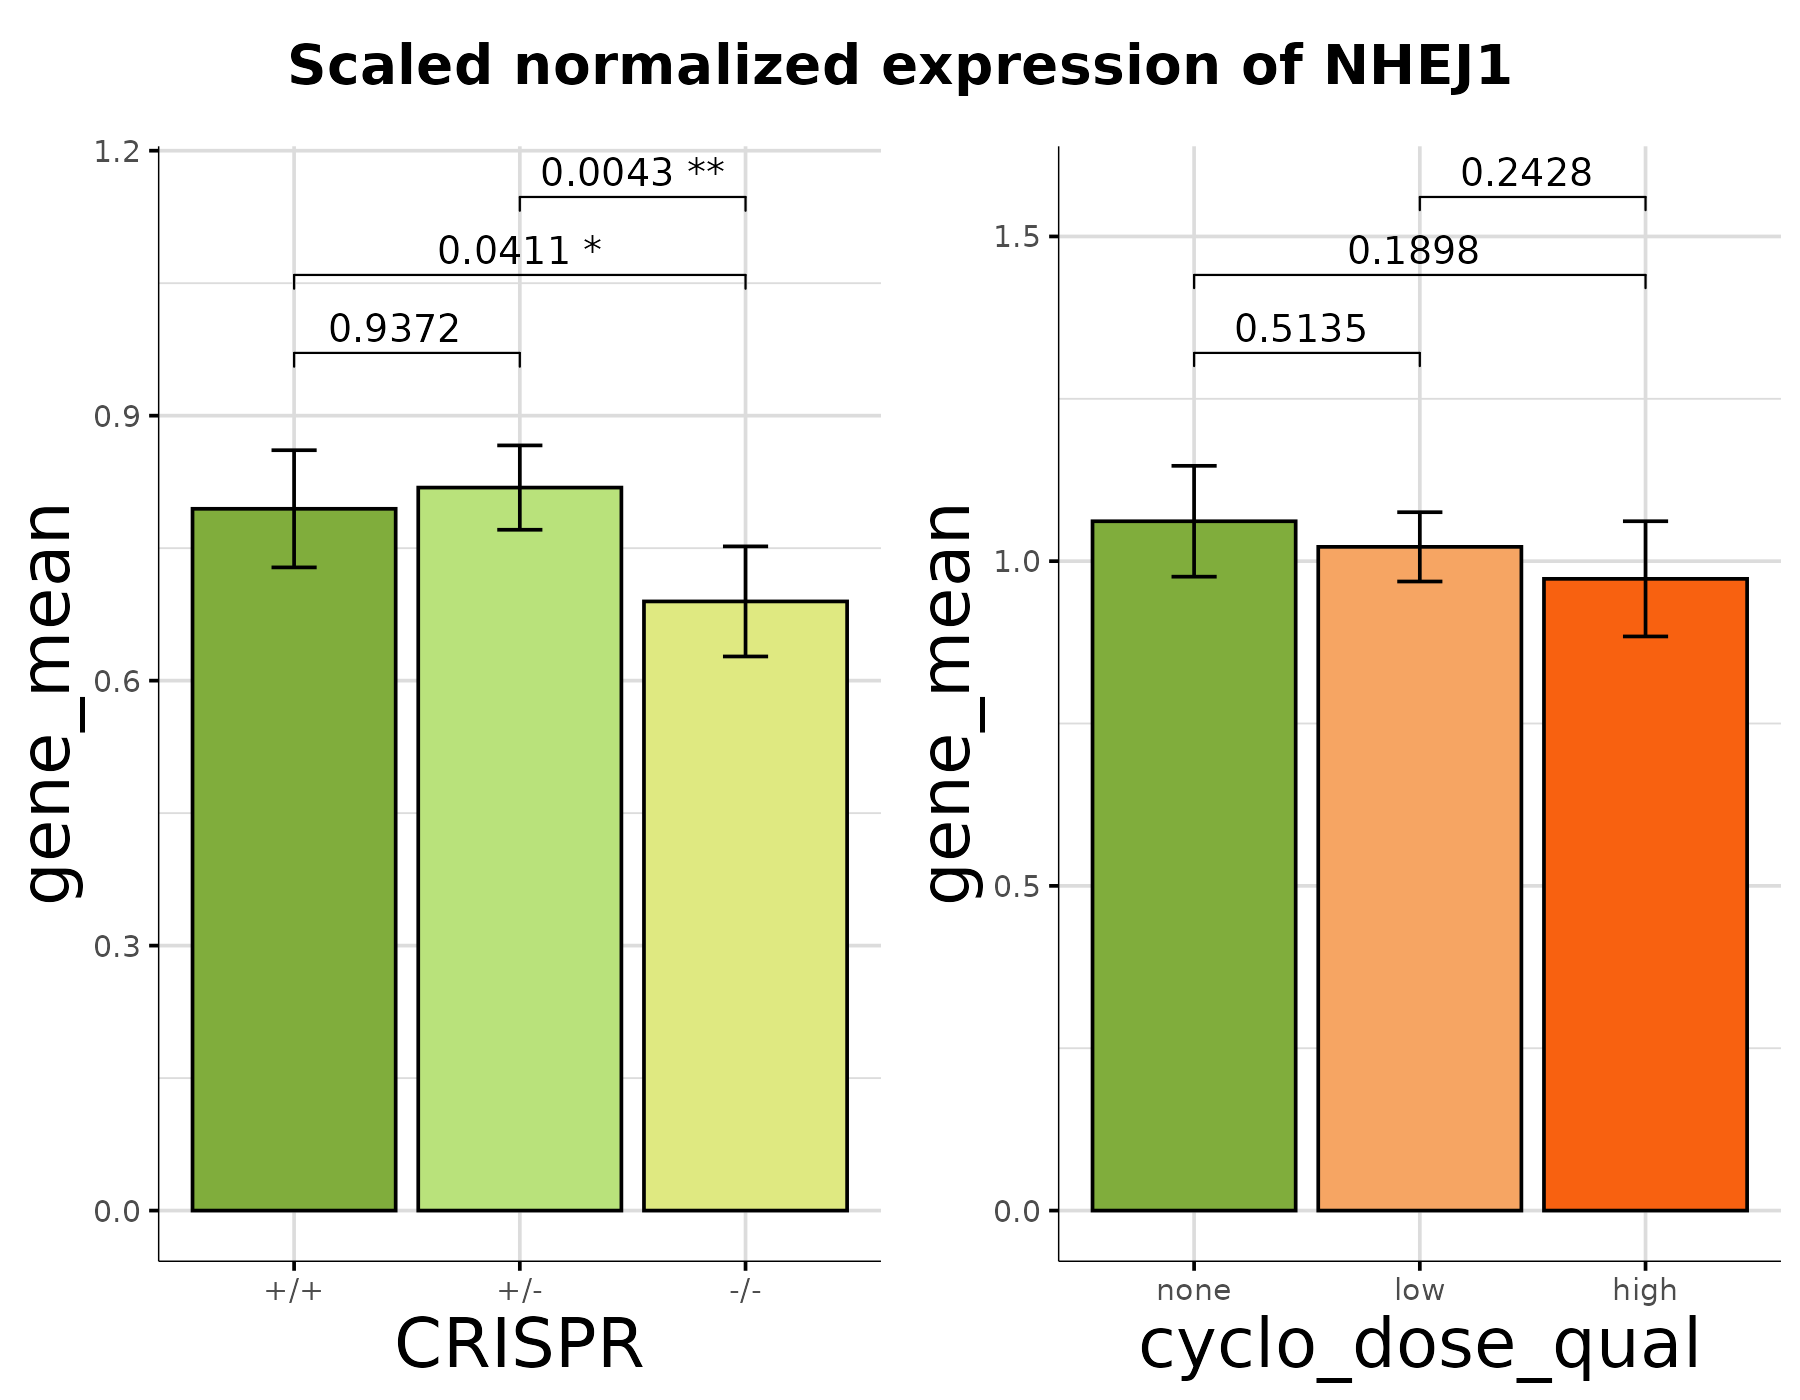 Scaled normalized expression of NHEJ1
gene_mean
1.2
0.9
0.6
0.3
0.0
0.0043 **
0.0411 *
0.9372
+/+
+/-
-/-
CRISPR
gene_mean
1.5
1.0
0.5
0.0
0.2428
0.1898
0.5135
none
low
high
cyclo_dose_qual